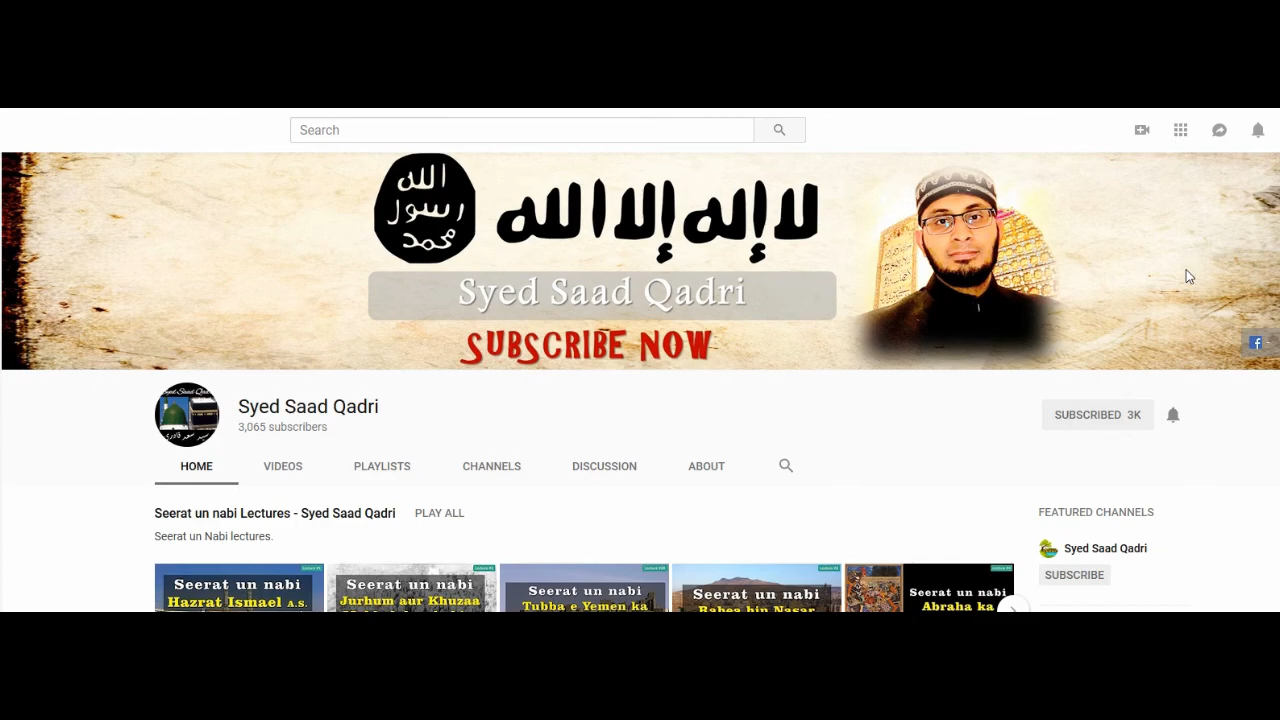 Search
الله
رسول
محمد
لا إله إلا الله
Syed Saad Qadri
SUBSCRIBE NOW
Syed Saad Qadri
3,065 subscribers
SUBSCRIBED 3K
HOME
VIDEOS
PLAYLISTS
CHANNELS
DISCUSSION
ABOUT
Seerat un nabi Lectures - Syed Saad Qadri
PLAY ALL
Seerat un Nabi lectures.
FEATURED CHANNELS
Syed Saad Qadri
SUBSCRIBE
Seerat un nabi
Hazrat Ismael A.S.
Seerat un nabi
Jurhum aur Khuzaa
Seerat un nabi
Tubba e Yemen ka
Seerat un nabi
Rabea bin Nasar
Seerat un nabi
Abraha ka